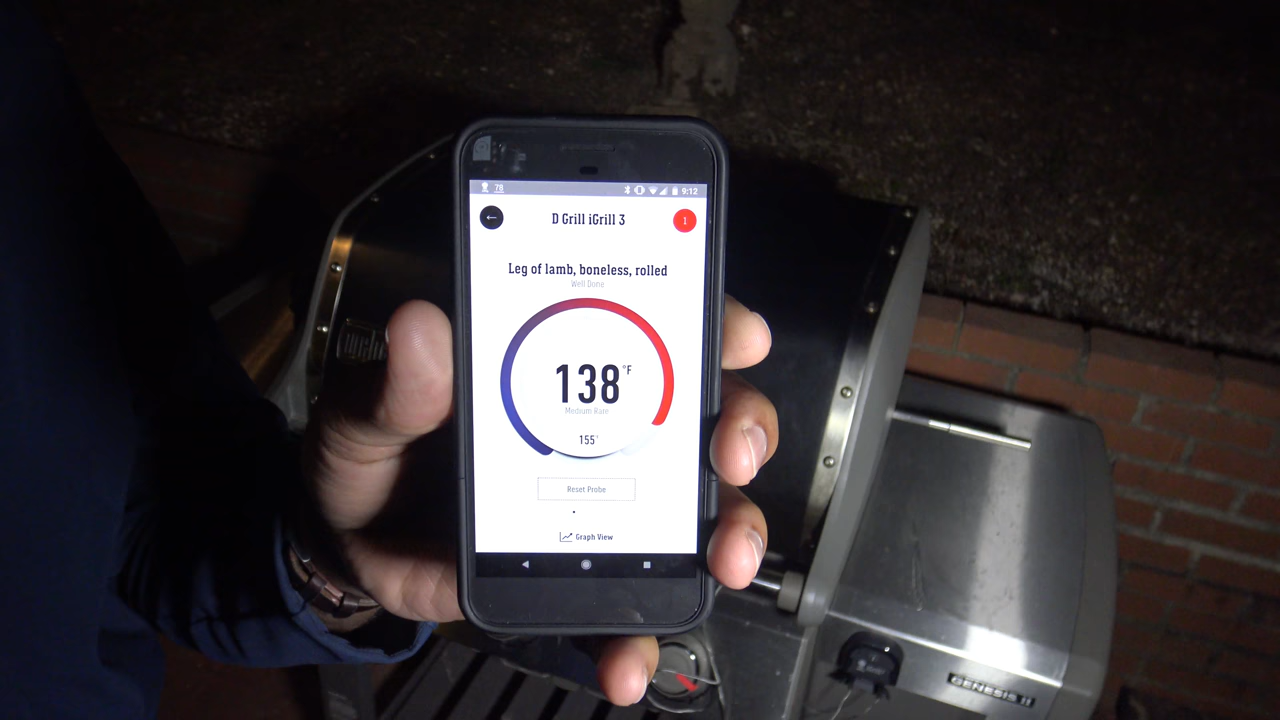 78
9:12
D Grill iGrill 3
1
Leg of lamb, boneless, rolled
Well Done
138°F
Medium Rare
155°
Reset Probe
Graph View
GENESIS II